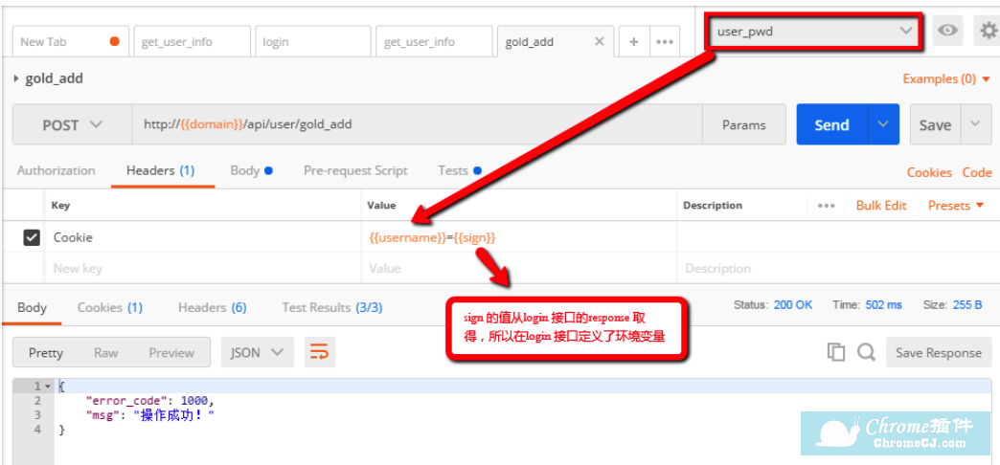 New Tab get_user_info login get_user_info gold_add user_pwd
gold_add Examples (0)
POST http://{{domain}}/api/user/gold_add Params Send Save
Authorization Headers (1) Body Pre-request Script Tests Cookies Code
Key Value Description Bulk Edit Presets
Cookie {{username}}={{sign}}
New key Value Description
Body Cookies (1) Headers (6) Test Results (3/3) Status: 200 OK Time: 502 ms Size: 255 B
sign 的值从login 接口的response 取
得，所以在login 接口定义了环境变量
Pretty Raw Preview JSON Save Response
1 {
2 "error_code": 1000,
3 "msg": "操作成功！"
4 }
Chrome插件
ChromeCJ.com